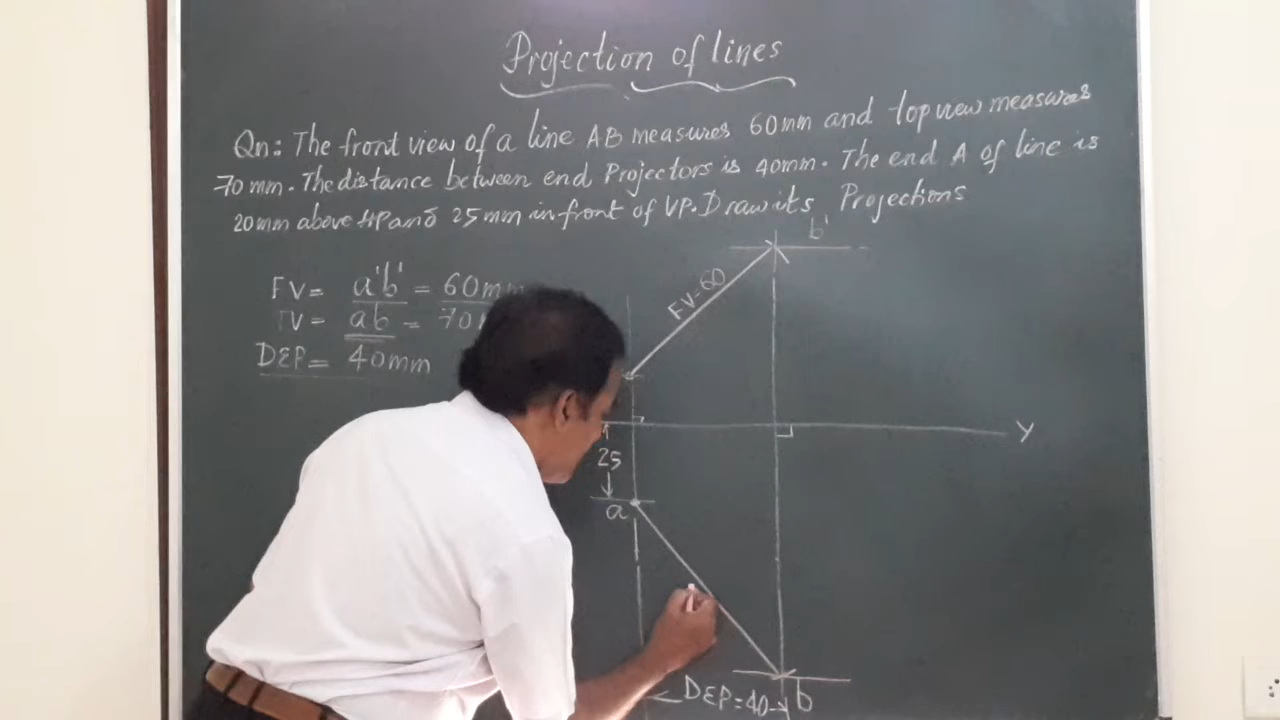 Projection of lines
Qn: The front view of a line AB measures 60mm and top view measures
70mm. The distance between end Projectors is 40mm. The end A of line is
20mm above HP and 25mm in front of VP. Draw its Projections
b'
FV = a'b' = 60mm
FV=60
TV = ab = 70
DEP = 40mm
Y
25
a
DEP=40
b